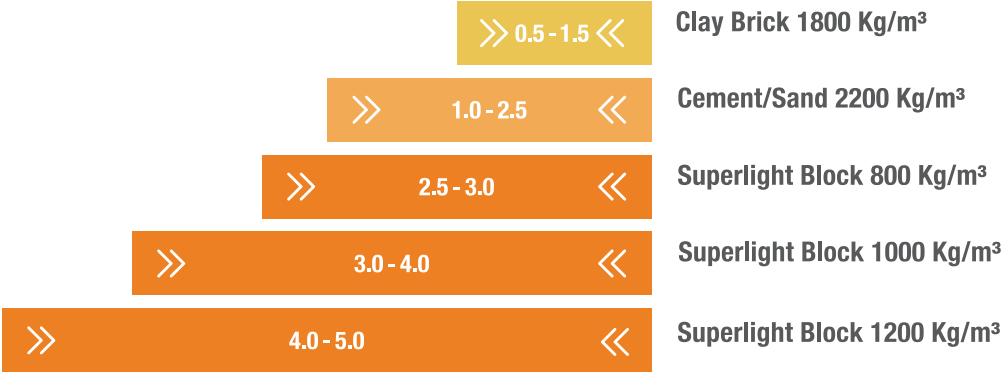 0.5 - 1.5 Clay Brick 1800 Kg/m³
1.0 - 2.5 Cement/Sand 2200 Kg/m³
2.5 - 3.0 Superlight Block 800 Kg/m³
3.0 - 4.0 Superlight Block 1000 Kg/m³
4.0 - 5.0 Superlight Block 1200 Kg/m³